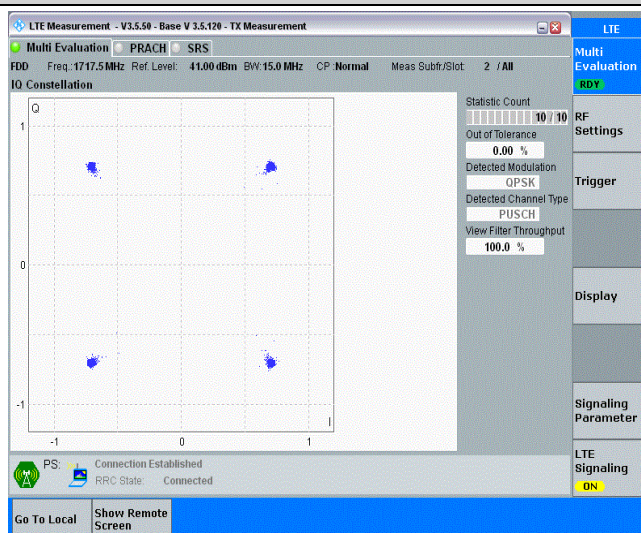 LTE Measurement - V3.5.50 - Base V 3.5.120 - TX Measurement
LTE
Multi Evaluation PRACH SRS
FDD Freq.:1717.5 MHz Ref. Level: 41.00 dBm BW:15.0 MHz CP :Normal Meas Subfr./Slot: 2 / All
IQ Constellation
Q
1
0
-1
-1 0 1
I
Statistic Count
10 / 10
Out of Tolerance
0.00 %
Detected Modulation
QPSK
Detected Channel Type
PUSCH
View Filter Throughput
100.0 %
Multi
Evaluation
RDY
RF
Settings
Trigger
Display
Signaling
Parameter
LTE
Signaling
ON
PS: Connection Established
RRC State: Connected
Go To Local
Show Remote
Screen